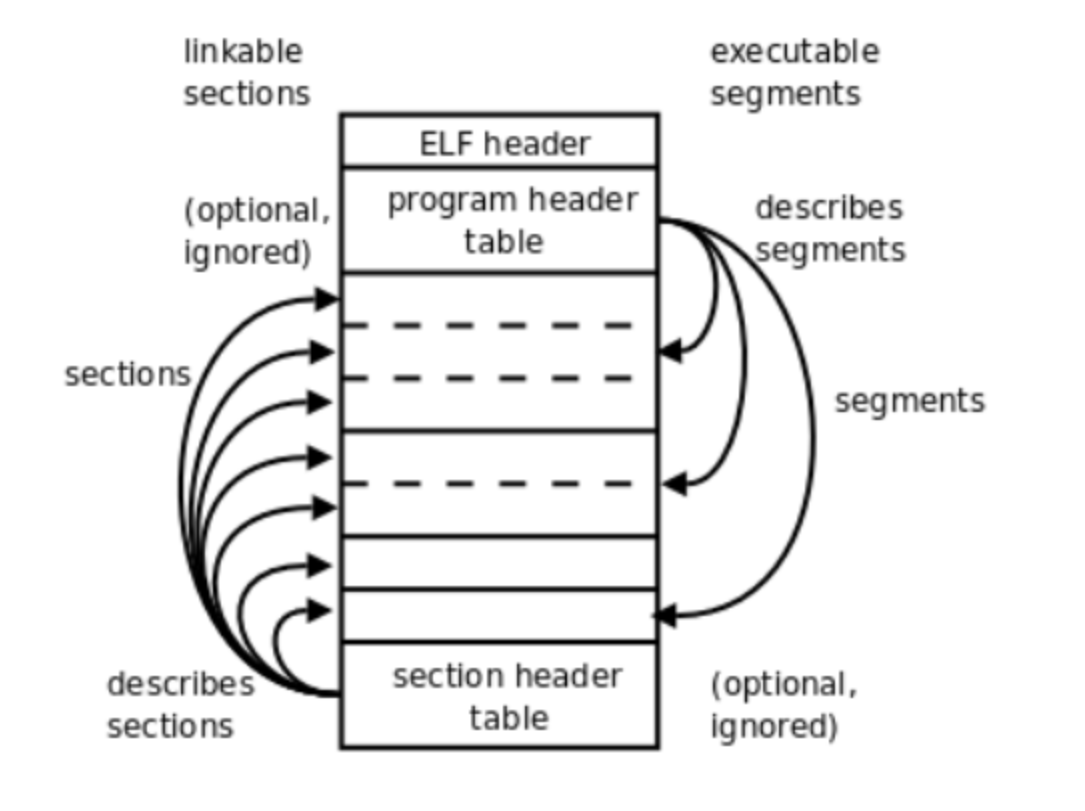 linkable
sections
executable
segments
ELF header
program header
table
(optional,
ignored)
describes
segments
sections
segments
describes
sections
section header
table
(optional,
ignored)